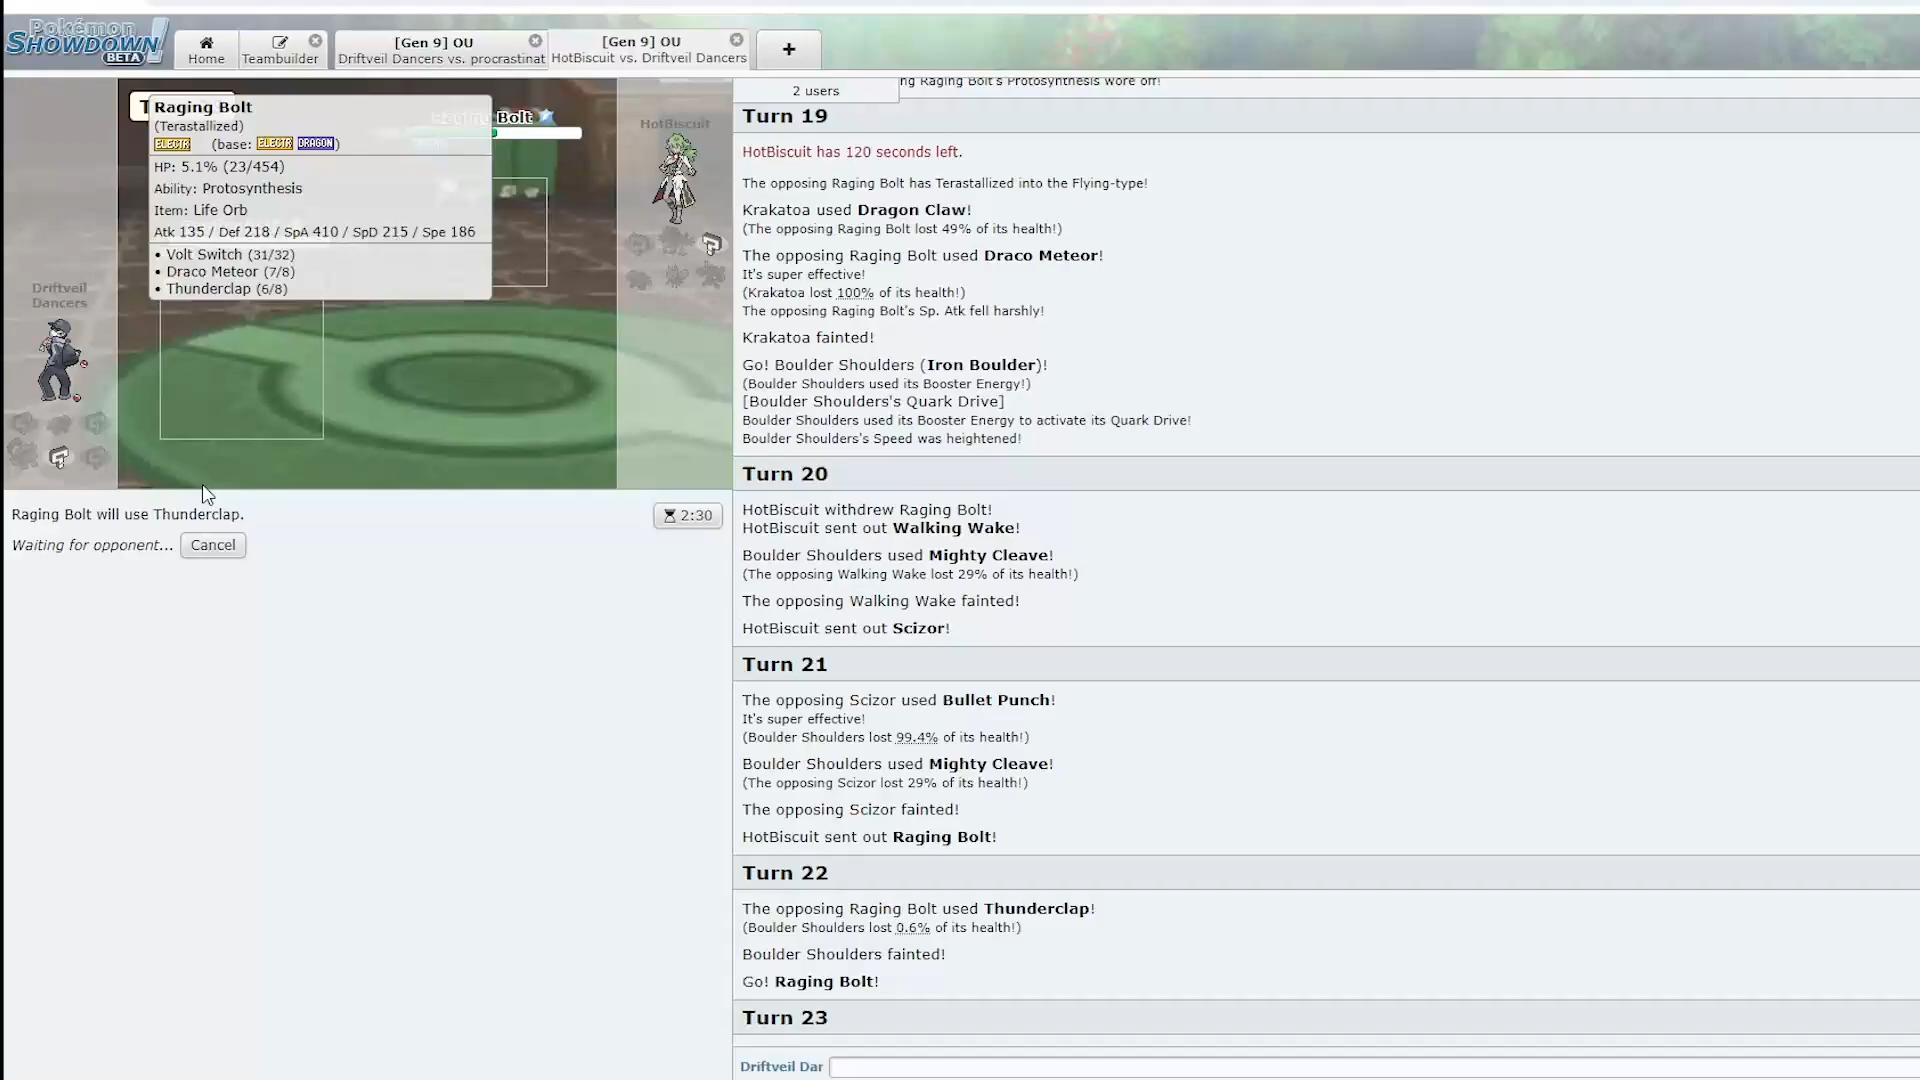 Pokémon
SHOWDOWN!
BETA
Home
Teambuilder
[Gen 9] OU
Driftveil Dancers vs. procrastinat
[Gen 9] OU
HotBiscuit vs. Driftveil Dancers
+
T
Raging Bolt
(Terastallized)
ELECTR (base: ELECTR DRAGON)
HP: 5.1% (23/454)
Ability: Protosynthesis
Item: Life Orb
Atk 135 / Def 218 / SpA 410 / SpD 215 / Spe 186
• Volt Switch (31/32)
• Draco Meteor (7/8)
• Thunderclap (6/8)
Bolt
HotBiscuit
Driftveil
Dancers
Raging Bolt will use Thunderclap.
2:30
Waiting for opponent... Cancel
ng Raging Bolt's Protosynthesis wore off!
2 users
Turn 19
HotBiscuit has 120 seconds left.
The opposing Raging Bolt has Terastallized into the Flying-type!
Krakatoa used Dragon Claw!
(The opposing Raging Bolt lost 49% of its health!)
The opposing Raging Bolt used Draco Meteor!
It's super effective!
(Krakatoa lost 100% of its health!)
The opposing Raging Bolt's Sp. Atk fell harshly!
Krakatoa fainted!
Go! Boulder Shoulders (Iron Boulder)!
(Boulder Shoulders used its Booster Energy!)
[Boulder Shoulders's Quark Drive]
Boulder Shoulders used its Booster Energy to activate its Quark Drive!
Boulder Shoulders's Speed was heightened!
Turn 20
HotBiscuit withdrew Raging Bolt!
HotBiscuit sent out Walking Wake!
Boulder Shoulders used Mighty Cleave!
(The opposing Walking Wake lost 29% of its health!)
The opposing Walking Wake fainted!
HotBiscuit sent out Scizor!
Turn 21
The opposing Scizor used Bullet Punch!
It's super effective!
(Boulder Shoulders lost 99.4% of its health!)
Boulder Shoulders used Mighty Cleave!
(The opposing Scizor lost 29% of its health!)
The opposing Scizor fainted!
HotBiscuit sent out Raging Bolt!
Turn 22
The opposing Raging Bolt used Thunderclap!
(Boulder Shoulders lost 0.6% of its health!)
Boulder Shoulders fainted!
Go! Raging Bolt!
Turn 23
Driftveil Dar